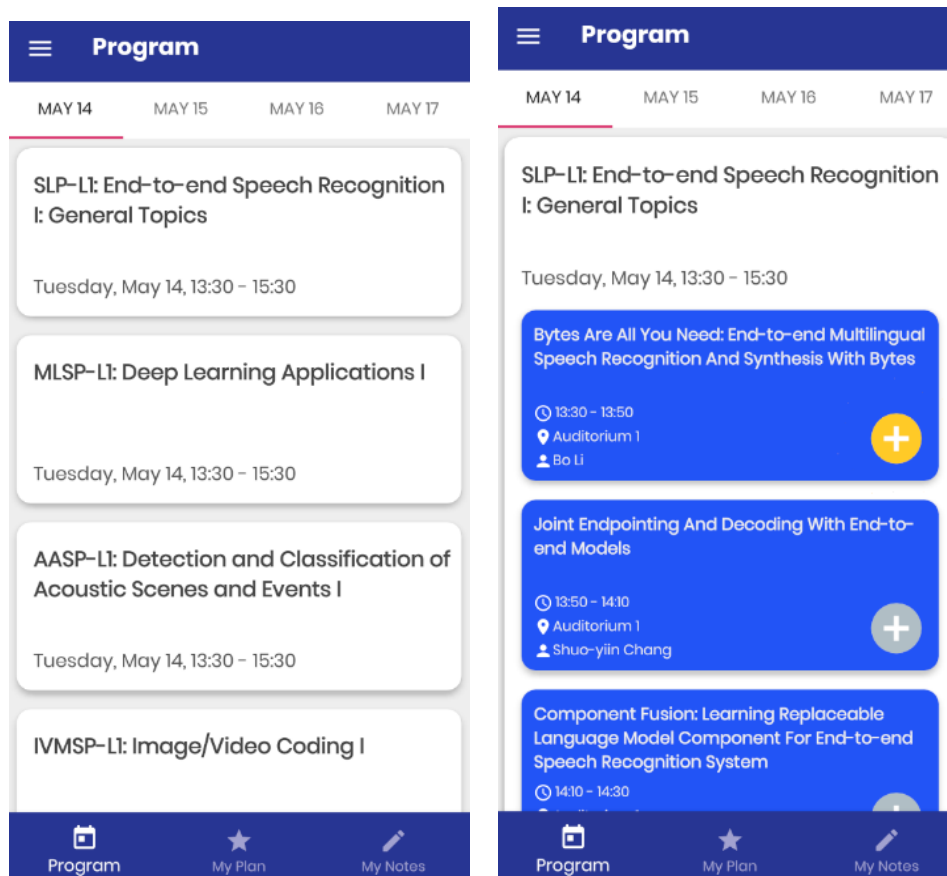 Program
MAY 14 MAY 15 MAY 16 MAY 17
SLP-L1: End-to-end Speech Recognition
I: General Topics
Tuesday, May 14, 13:30 - 15:30
MLSP-L1: Deep Learning Applications I
Tuesday, May 14, 13:30 - 15:30
AASP-L1: Detection and Classification of
Acoustic Scenes and Events I
Tuesday, May 14, 13:30 - 15:30
IVMSP-L1: Image/Video Coding I
Program My Plan My Notes
Program
MAY 14 MAY 15 MAY 16 MAY 17
SLP-L1: End-to-end Speech Recognition
I: General Topics
Tuesday, May 14, 13:30 - 15:30
Bytes Are All You Need: End-to-end Multilingual
Speech Recognition And Synthesis With Bytes
13:30 - 13:50
Auditorium 1
Bo Li
Joint Endpointing And Decoding With End-to-
end Models
13:50 - 14:10
Auditorium 1
Shuo-yiin Chang
Component Fusion: Learning Replaceable
Language Model Component For End-to-end
Speech Recognition System
14:10 - 14:30
Program My Plan My Notes